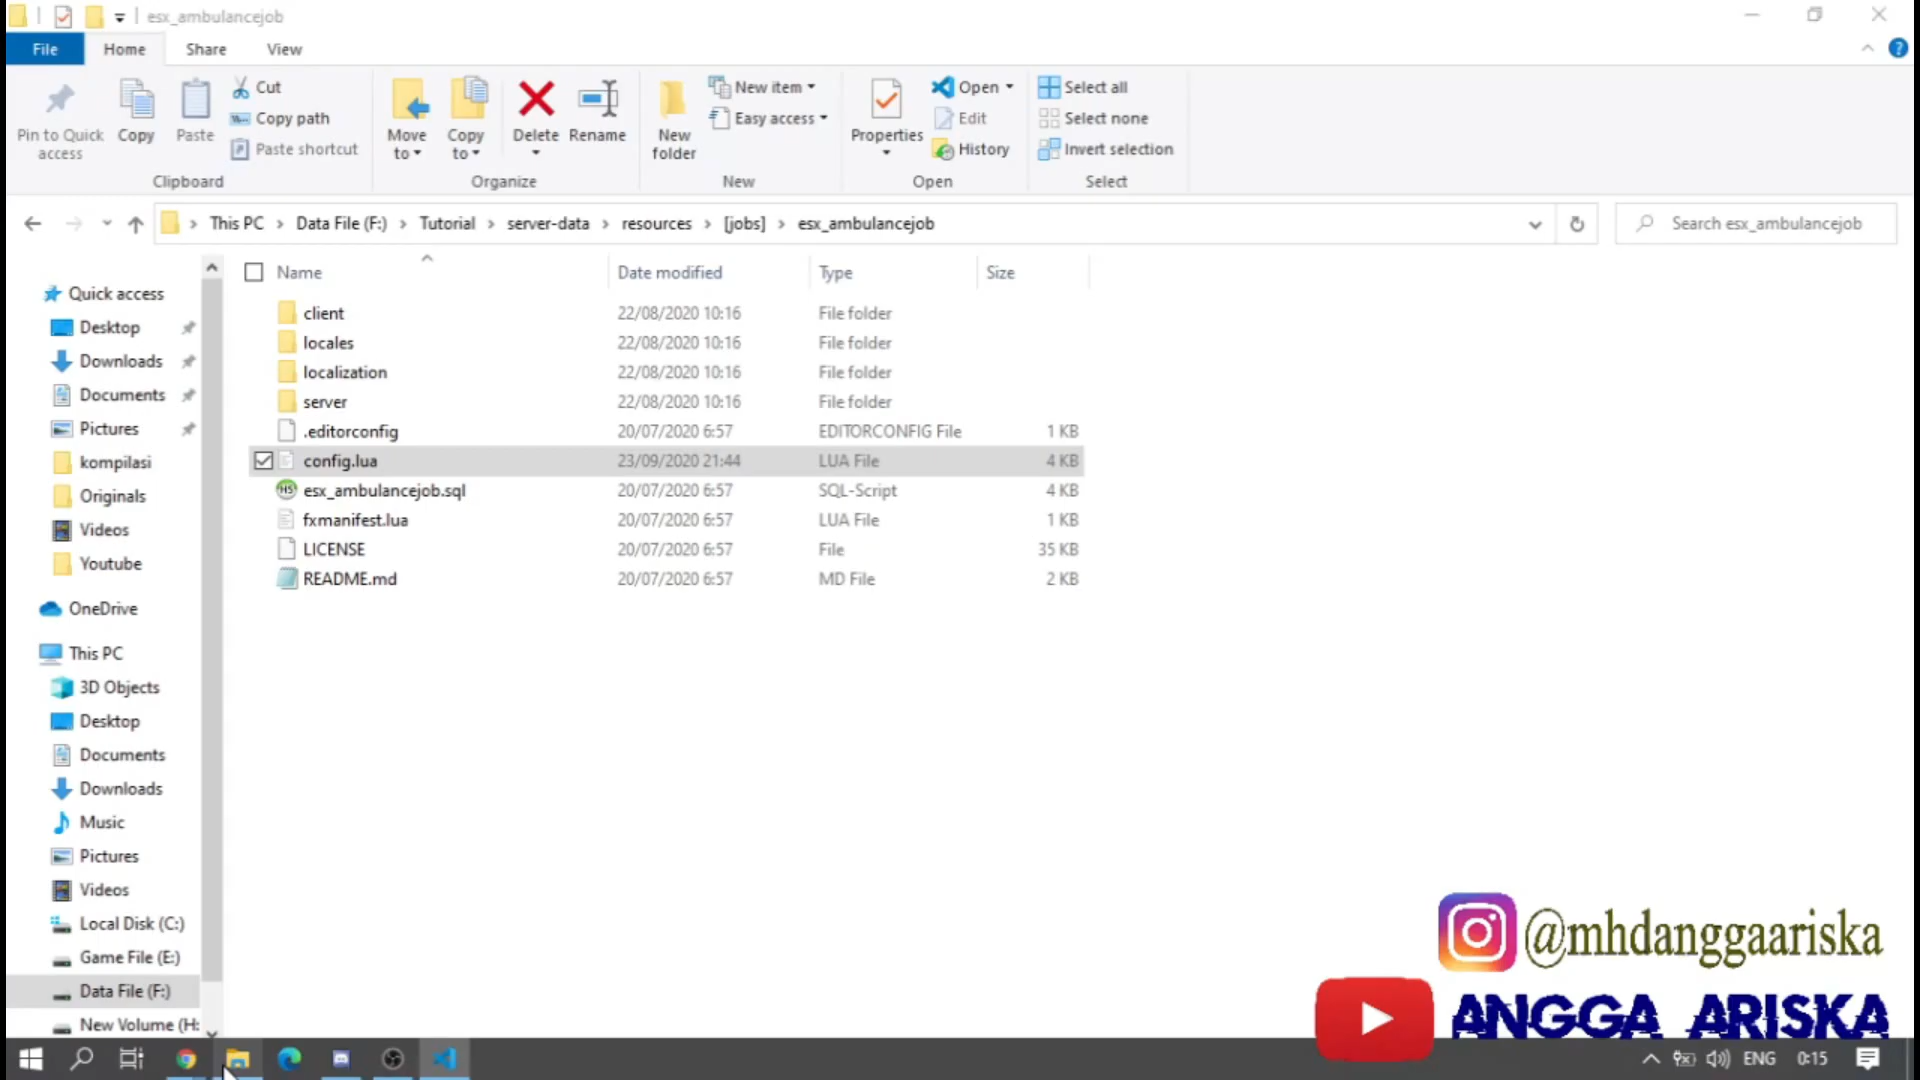 esx_ambulancejob
File Home Share View
Pin to Quick access
Copy
Paste
Cut
Copy path
Paste shortcut
Clipboard
Move to
Copy to
Delete
Rename
Organize
New folder
New item
Easy access
New
Properties
Open
Edit
History
Open
Select all
Select none
Invert selection
Select
This PC › Data File (F:) › Tutorial › server-data › resources › [jobs] › esx_ambulancejob
Search esx_ambulancejob
Name Date modified Type Size
client 22/08/2020 10:16 File folder
locales 22/08/2020 10:16 File folder
localization 22/08/2020 10:16 File folder
server 22/08/2020 10:16 File folder
.editorconfig 20/07/2020 6:57 EDITORCONFIG File 1 KB
config.lua 23/09/2020 21:44 LUA File 4 KB
HS esx_ambulancejob.sql 20/07/2020 6:57 SQL-Script 4 KB
fxmanifest.lua 20/07/2020 6:57 LUA File 1 KB
LICENSE 20/07/2020 6:57 File 35 KB
README.md 20/07/2020 6:57 MD File 2 KB
Quick access
Desktop
Downloads
Documents
Pictures
kompilasi
Originals
Videos
Youtube
OneDrive
This PC
3D Objects
Desktop
Documents
Downloads
Music
Pictures
Videos
Local Disk (C:)
Game File (E:)
Data File (F:)
New Volume (H:
@mhdanggaariska
ANGGA ARISKA
ENG 0:15